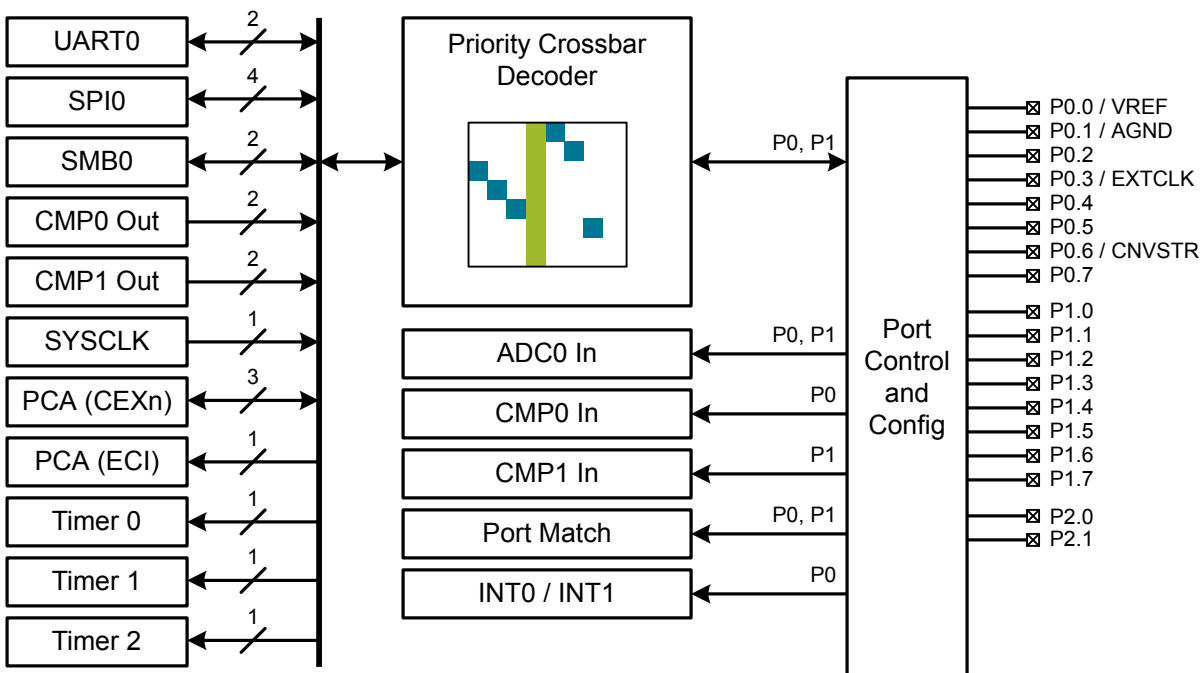 UART0
2
SPI0
4
SMB0
2
CMP0 Out
2
CMP1 Out
2
SYSCLK
1
PCA (CEXn)
3
PCA (ECI)
1
Timer 0
1
Timer 1
1
Timer 2
1
Priority Crossbar
Decoder
P0, P1
ADC0 In
P0, P1
CMP0 In
P0
CMP1 In
P1
Port Match
P0, P1
INT0 / INT1
P0
Port
Control
and
Config
P0.0 / VREF
P0.1 / AGND
P0.2
P0.3 / EXTCLK
P0.4
P0.5
P0.6 / CNVSTR
P0.7
P1.0
P1.1
P1.2
P1.3
P1.4
P1.5
P1.6
P1.7
P2.0
P2.1